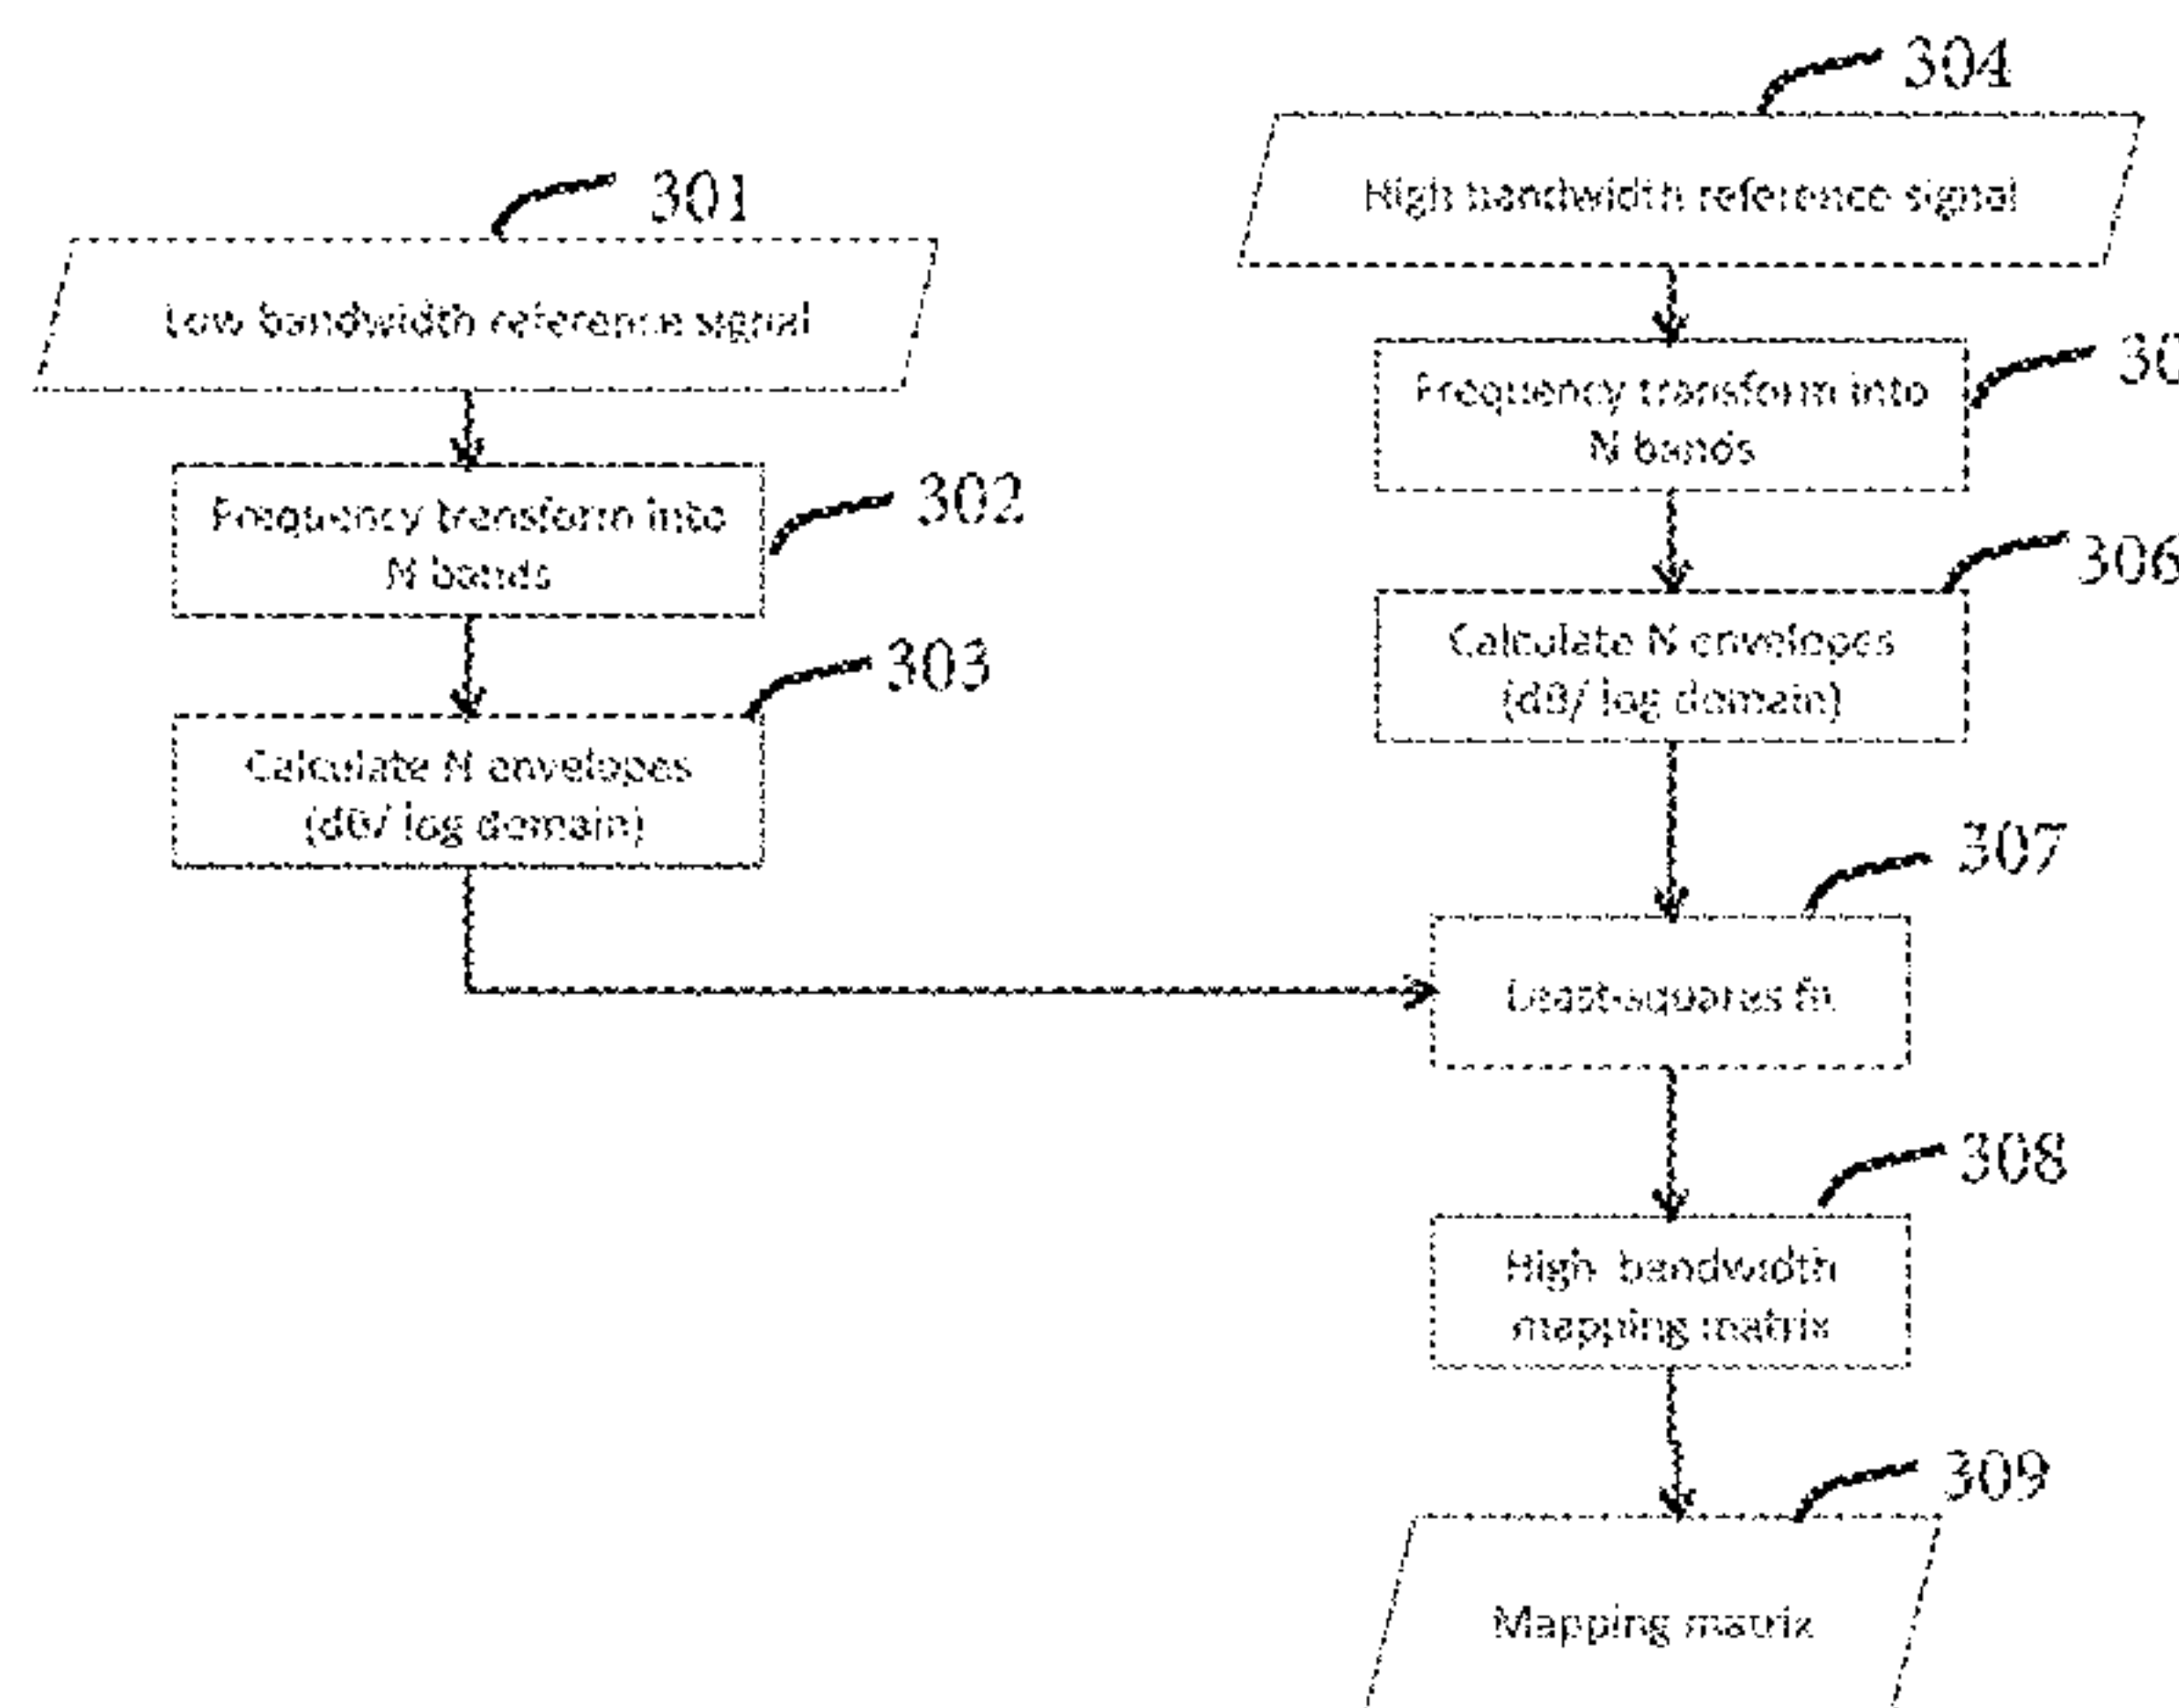 304
High bandwidth reference signal
301
Low bandwidth reference signal
30
Frequency transform into
N bands
302
Frequency transform into
N bands
306
Calculate N envelopes
(dB/ log domain)
303
Calculate N envelopes
(dB/ log domain)
307
Least-squares fit
308
High bandwidth
mapping matrix
309
Mapping matrix